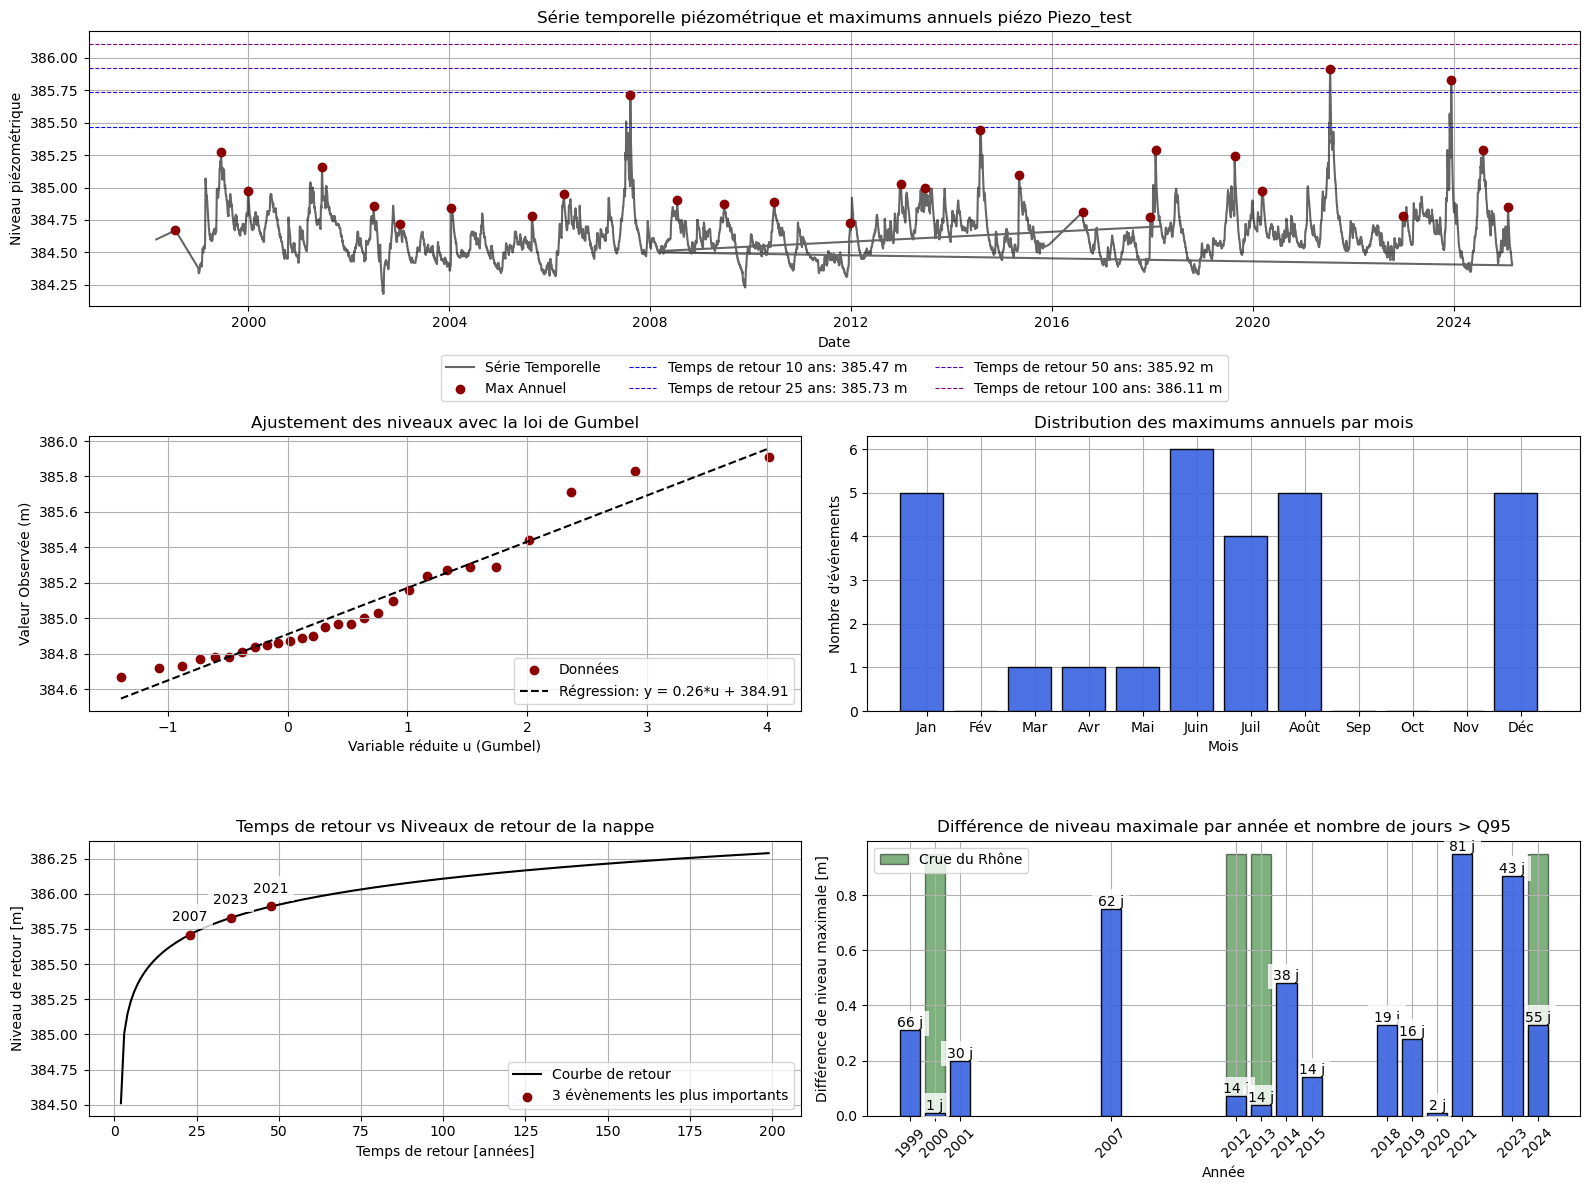 Série temporelle piézométrique et maximums annuels piézo Piezo_test
Niveau piézométrique
386.00
385.75
385.50
385.25
385.00
384.75
384.50
384.25
2000 2004 2008 2012 2016 2020 2024
Date
Série Temporelle
Max Annuel
Temps de retour 10 ans: 385.47 m
Temps de retour 25 ans: 385.73 m
Temps de retour 50 ans: 385.92 m
Temps de retour 100 ans: 386.11 m
Ajustement des niveaux avec la loi de Gumbel
Valeur Observée (m)
386.0
385.8
385.6
385.4
385.2
385.0
384.8
384.6
Données
Régression: y = 0.26*u + 384.91
−1 0 1 2 3 4
Variable réduite u (Gumbel)
Distribution des maximums annuels par mois
Nombre d'événements
6
5
4
3
2
1
0
Jan Fév Mar Avr Mai Juin Juil Août Sep Oct Nov Déc
Mois
Temps de retour vs Niveaux de retour de la nappe
Niveau de retour [m]
386.25
386.00
385.75
385.50
385.25
385.00
384.75
384.50
2021
2023
2007
Courbe de retour
3 évènements les plus importants
0 25 50 75 100 125 150 175 200
Temps de retour [années]
Différence de niveau maximale par année et nombre de jours > Q95
Différence de niveau maximale [m]
0.8
0.6
0.4
0.2
0.0
Crue du Rhône
66 j
1 j
30 j
62 j
14 j
14 j
38 j
14 j
19 j
16 j
2 j
81 j
43 j
55 j
1999 2000 2001 2007 2012 2013 2014 2015 2018 2019 2020 2021 2023 2024
Année